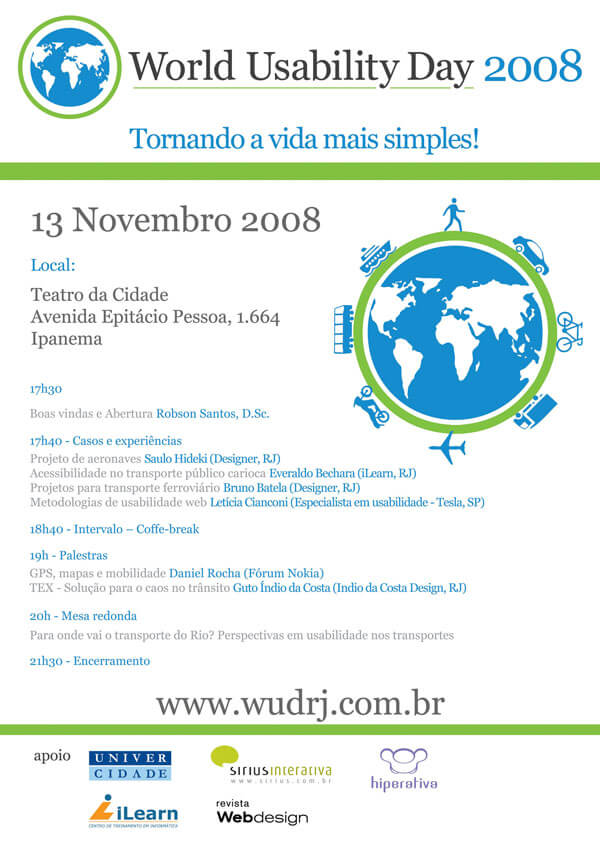 World Usability Day 2008
Tornando a vida mais simples!
13 Novembro 2008
Local:
Teatro da Cidade
Avenida Epitácio Pessoa, 1.664
Ipanema
17h30
Boas vindas e Abertura Robson Santos, D.Sc.
17h40 - Casos e experiências
Projeto de aeronaves Saulo Hideki (Designer, RJ)
Acessibilidade no transporte público carioca Everaldo Bechara (iLearn, RJ)
Projetos para transporte ferroviário Bruno Batela (Designer, RJ)
Metodologias de usabilidade web Letícia Cianconi (Especialista em usabilidade - Tesla, SP)
18h40 - Intervalo – Coffe-break
19h - Palestras
GPS, mapas e mobilidade Daniel Rocha (Fórum Nokia)
TEX - Solução para o caos no trânsito Guto Índio da Costa (Indio da Costa Design, RJ)
20h - Mesa redonda
Para onde vai o transporte do Rio? Perspectivas em usabilidade nos transportes
21h30 - Encerramento
www.wudrj.com.br
apoio
UNIVER
CIDADE
siriusinterativa
www.sirius.com.br
hiperativa
iLearn
CENTRO DE TREINAMENTO EM INFORMÁTICA
revista
Webdesign